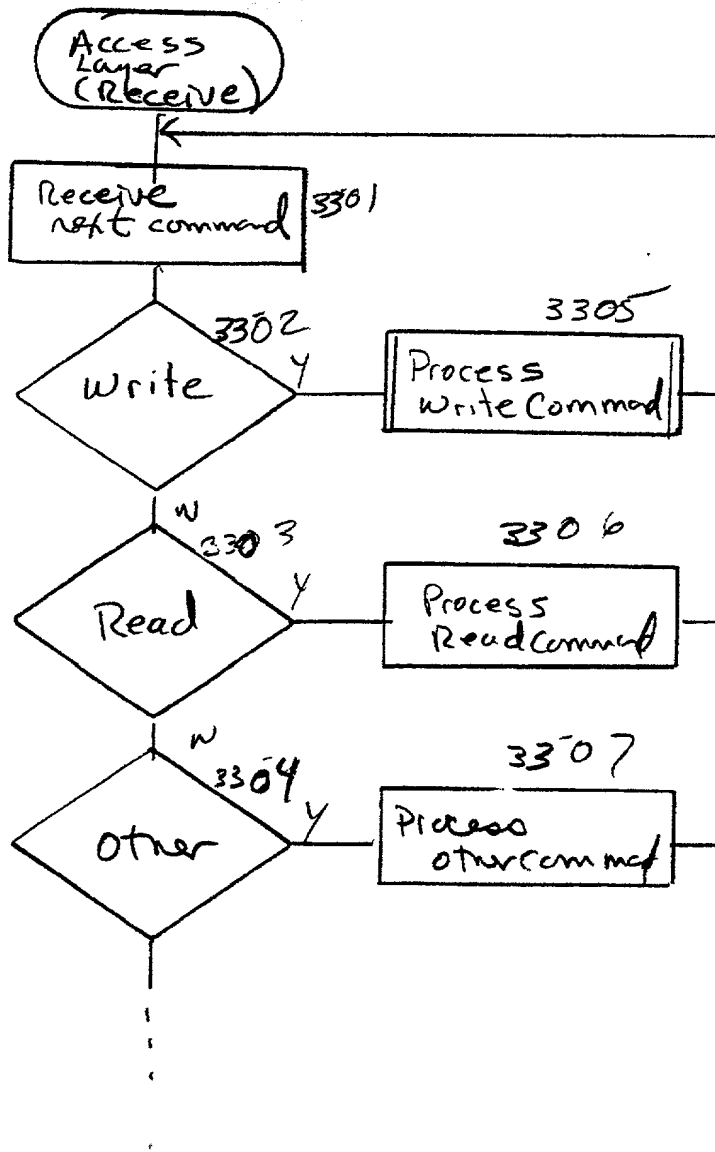 Access
Layer
(Receive)
Receive
next command
3301
3302
Write
Y
3305
Process
Write Command
N
3303
Read
Y
3306
Process
Read command
N
3304
Other
Y
3307
Process
other command